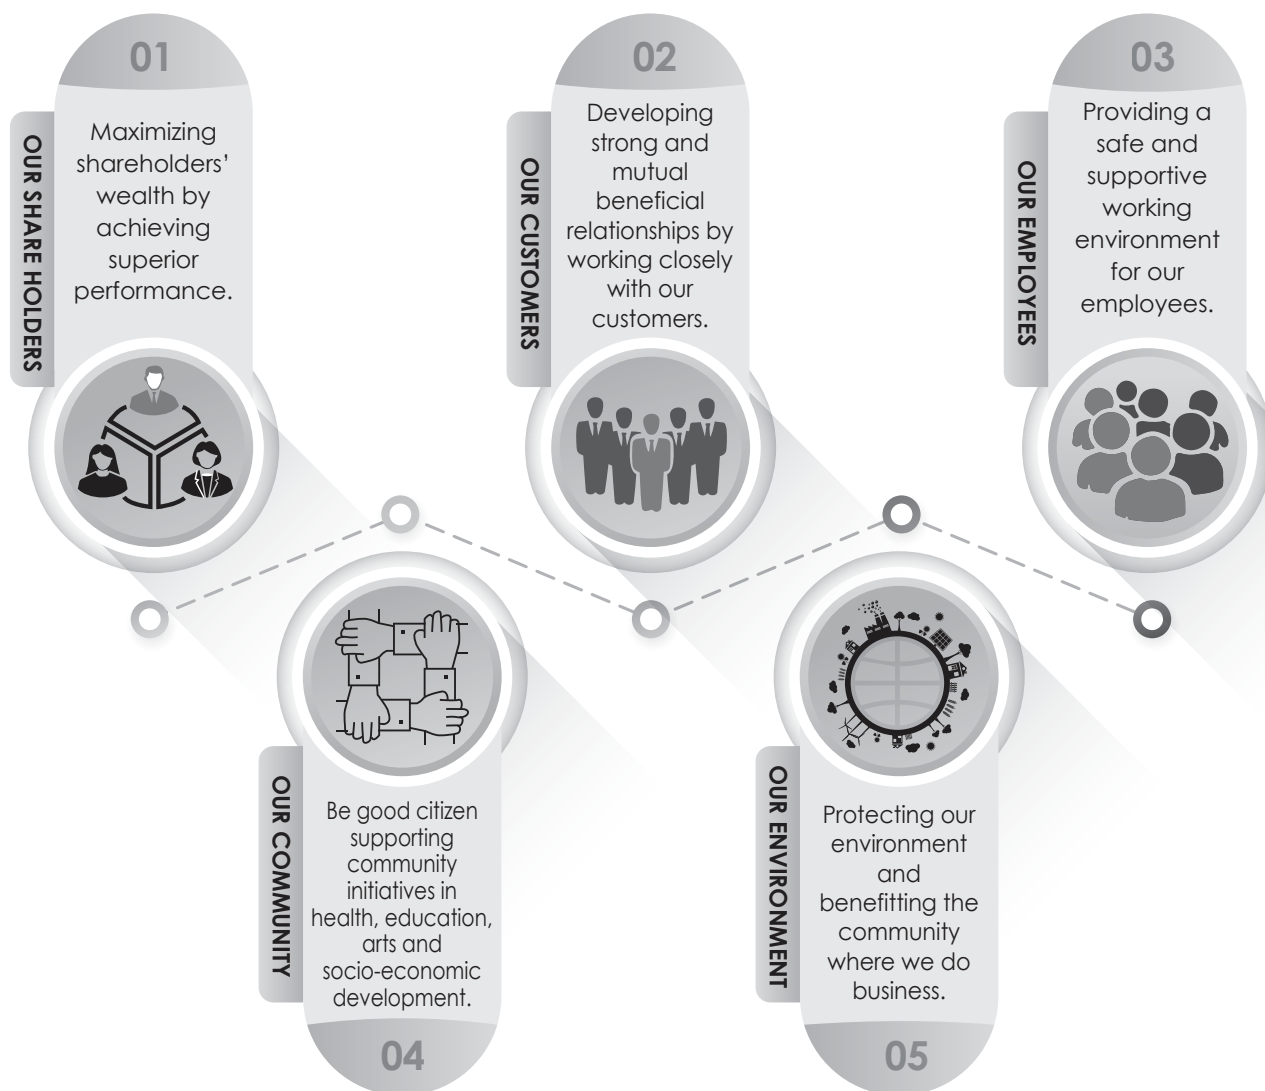 01
OUR SHARE HOLDERS
Maximizing
shareholders’
wealth by
achieving
superior
performance.
02
OUR CUSTOMERS
Developing
strong and
mutual
beneficial
relationships by
working closely
with our
customers.
03
OUR EMPLOYEES
Providing a
safe and
supportive
working
environment
for our
employees.
OUR COMMUNITY
Be good citizen
supporting
community
initiatives in
health, education,
arts and
socio-economic
development.
04
OUR ENVIRONMENT
Protecting our
environment
and
benefitting the
community
where we do
business.
05